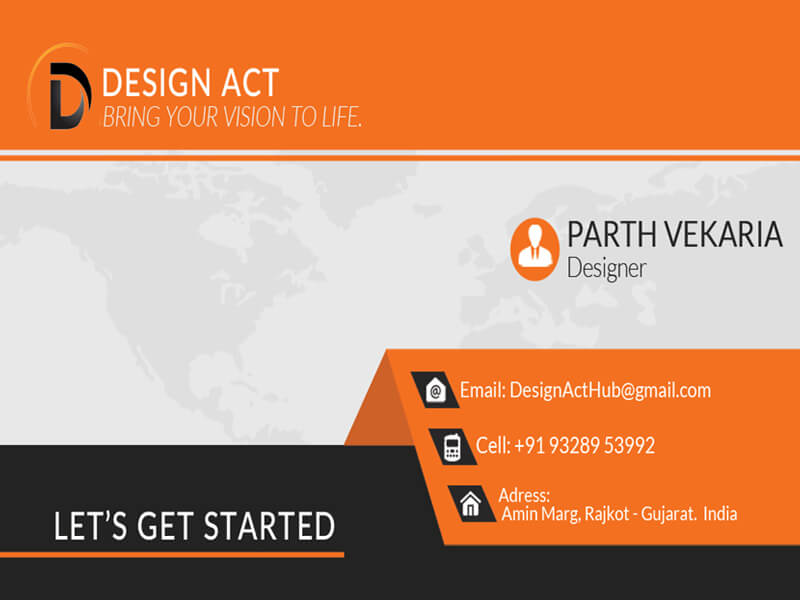 DESIGN ACT
BRING YOUR VISION TO LIFE.
PARTH VEKARIA
Designer
Email: DesignActHub@gmail.com
Cell: +91 93289 53992
Adress:
Amin Marg, Rajkot - Gujarat. India
LET'S GET STARTED